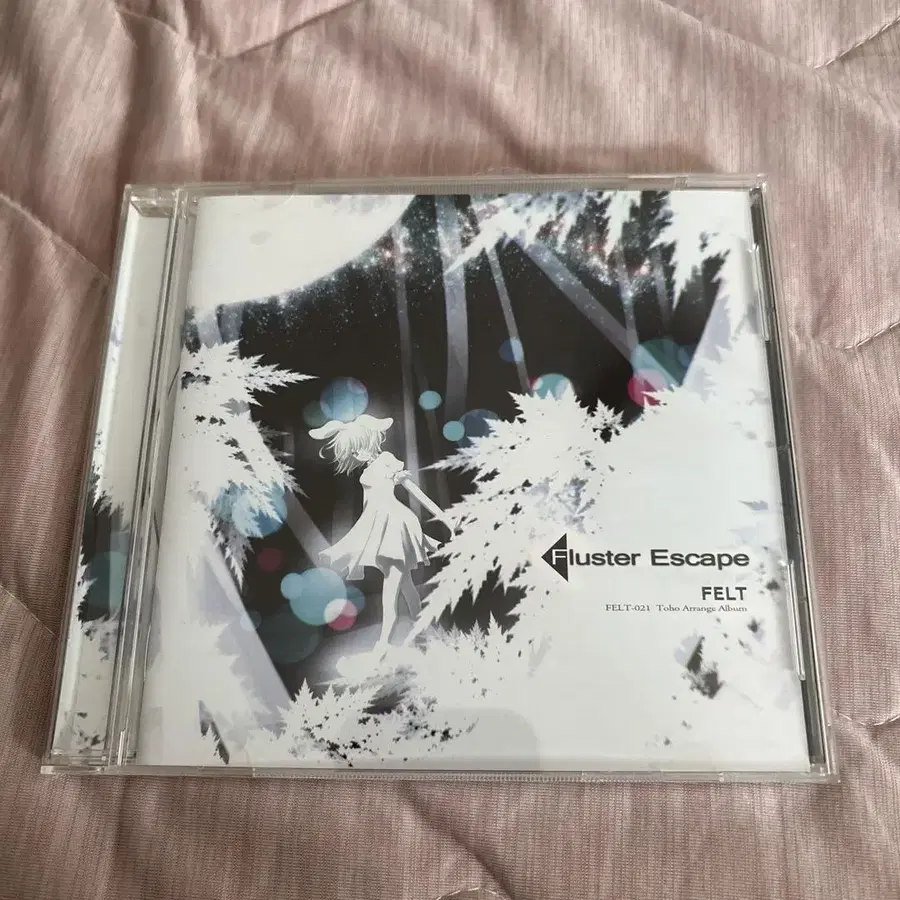 Fluster Escape
FELT
FELT-021 Toho Arrange Album